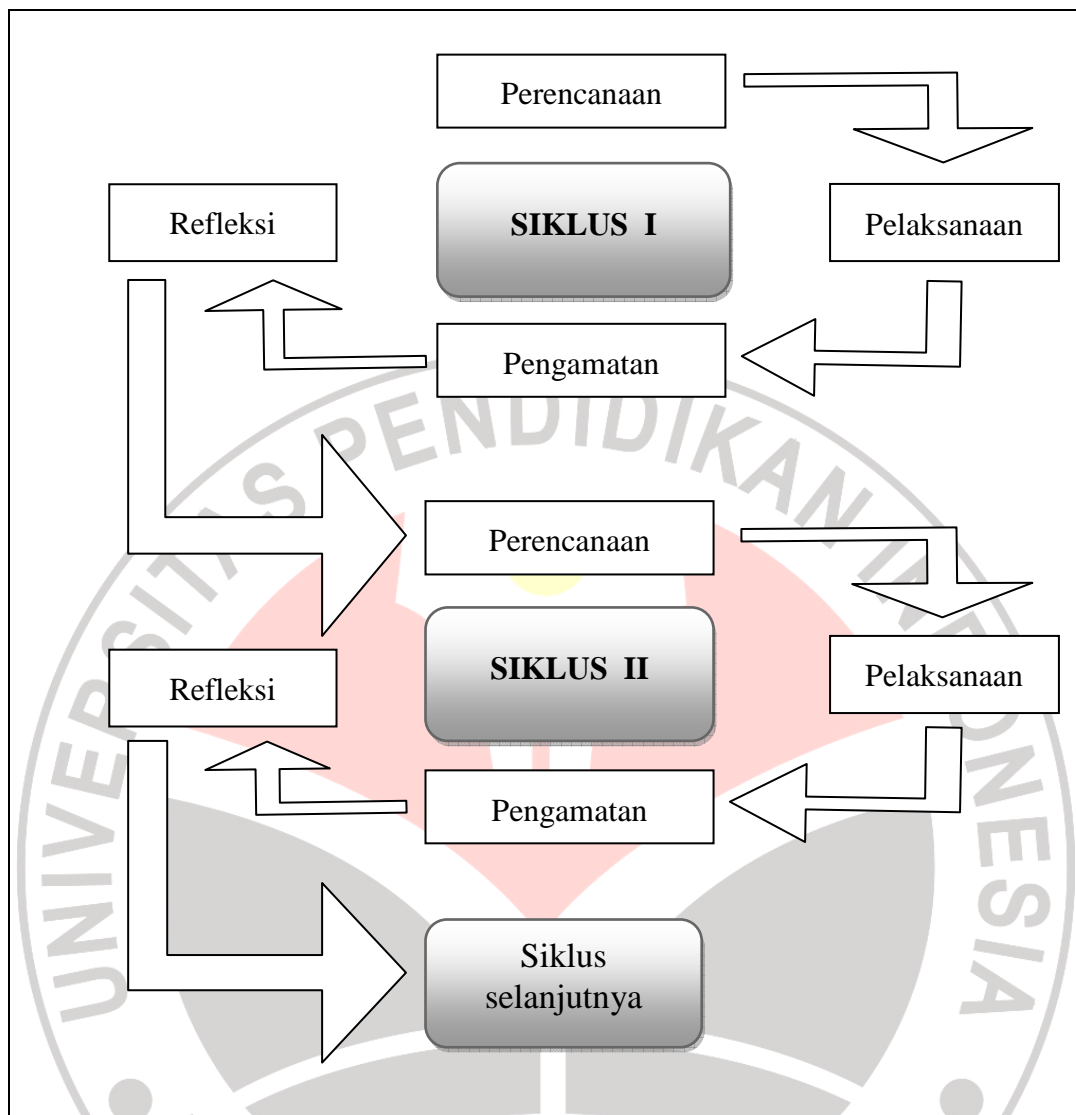 Perencanaan
Refleksi
SIKLUS I
Pelaksanaan
Pengamatan
Perencanaan
Refleksi
SIKLUS II
Pelaksanaan
Pengamatan
Siklus
selanjutnya
UNIVERSITAS PENDIDIKAN INDONESIA